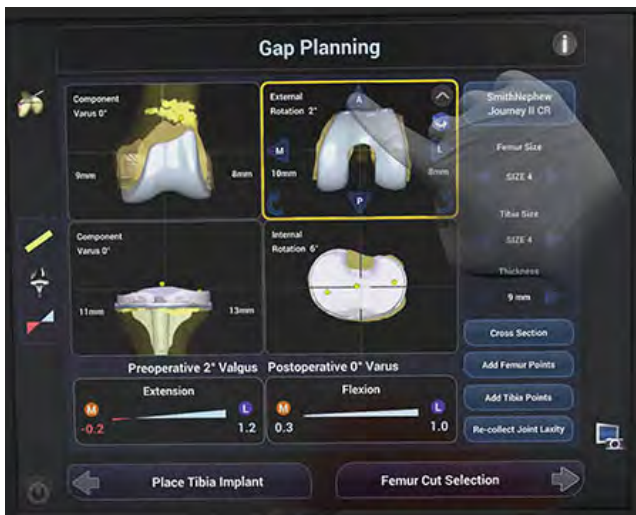 Gap Planning
i
Component
Varus 0°
9mm
8mm
External
Rotation 2°
A
M
L
10mm
8mm
P
SmithNephew
Journey II CR
Femur Size
SIZE 4
Tibia Size
SIZE 4
Thickness
9 mm
Component
Varus 0°
11mm
13mm
Internal
Rotation 6°
Cross Section
Add Femur Points
Add Tibia Points
Re-collect Joint Laxity
Preoperative 2° Valgus
Postoperative 0° Varus
Extension
M
L
-0.2
1.2
Flexion
M
L
0.3
1.0
Place Tibia Implant
Femur Cut Selection